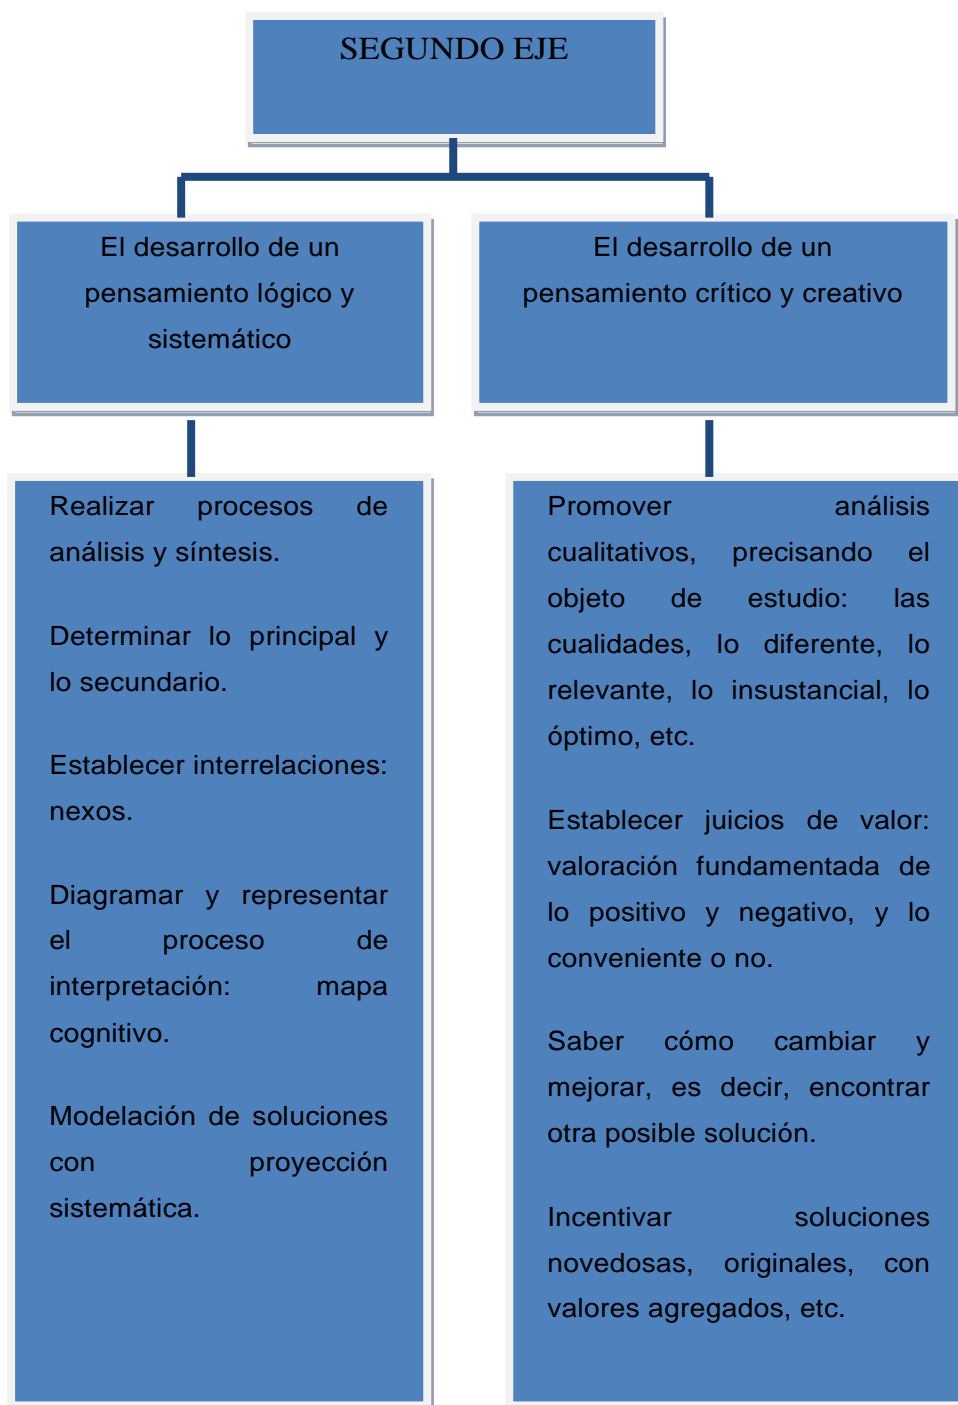 SEGUNDO EJE
El desarrollo de un
pensamiento lógico y
sistemático
El desarrollo de un
pensamiento crítico y creativo
Realizar procesos de
análisis y síntesis.
Determinar lo principal y
lo secundario.
Establecer interrelaciones:
nexos.
Diagramar y representar
el proceso de
interpretación: mapa
cognitivo.
Modelación de soluciones
con proyección
sistemática.
Promover análisis
cualitativos, precisando el
objeto de estudio: las
cualidades, lo diferente, lo
relevante, lo insustancial, lo
óptimo, etc.
Establecer juicios de valor:
valoración fundamentada de
lo positivo y negativo, y lo
conveniente o no.
Saber cómo cambiar y
mejorar, es decir, encontrar
otra posible solución.
Incentivar soluciones
novedosas, originales, con
valores agregados, etc.